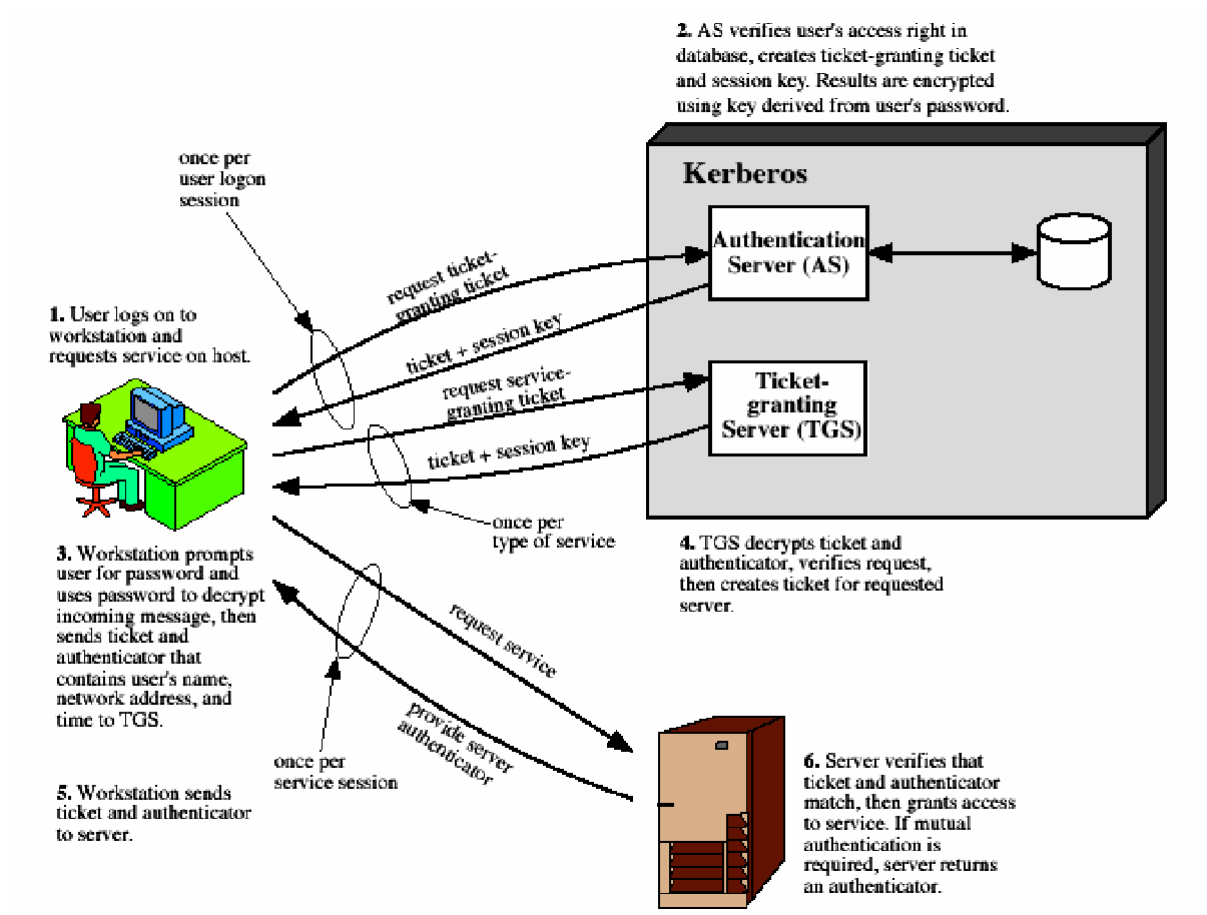 2. AS verifies user's access right in
database, creates ticket-granting ticket
and session key. Results are encrypted
using key derived from user's password.
once per
user logon
session
Kerberos
Authentication
Server (AS)
request ticket-
granting ticket
1. User logs on to
workstation and
requests service on host.
ticket + session key
request service-
granting ticket
Ticket-
granting
Server (TGS)
ticket + session key
once per
type of service
3. Workstation prompts
user for password and
uses password to decrypt
incoming message, then
sends ticket and
authenticator that
contains user's name,
network address, and
time to TGS.
4. TGS decrypts ticket and
authenticator, verifies request,
then creates ticket for requested
server.
request service
provide server
authenticator
once per
service session
5. Workstation sends
ticket and authenticator
to server.
6. Server verifies that
ticket and authenticator
match, then grants access
to service. If mutual
authentication is
required, server returns
an authenticator.